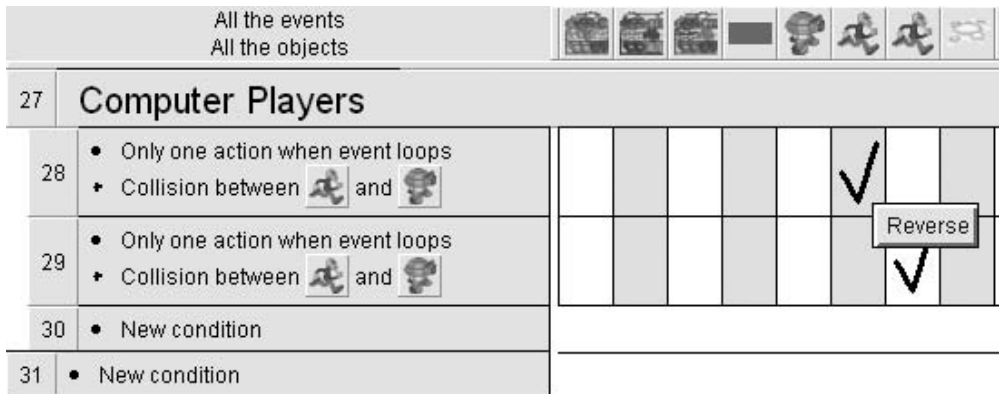 All the events
All the objects
27 Computer Players
28 • Only one action when event loops
+ Collision between and
Reverse
29 • Only one action when event loops
+ Collision between and
30 • New condition
31 • New condition